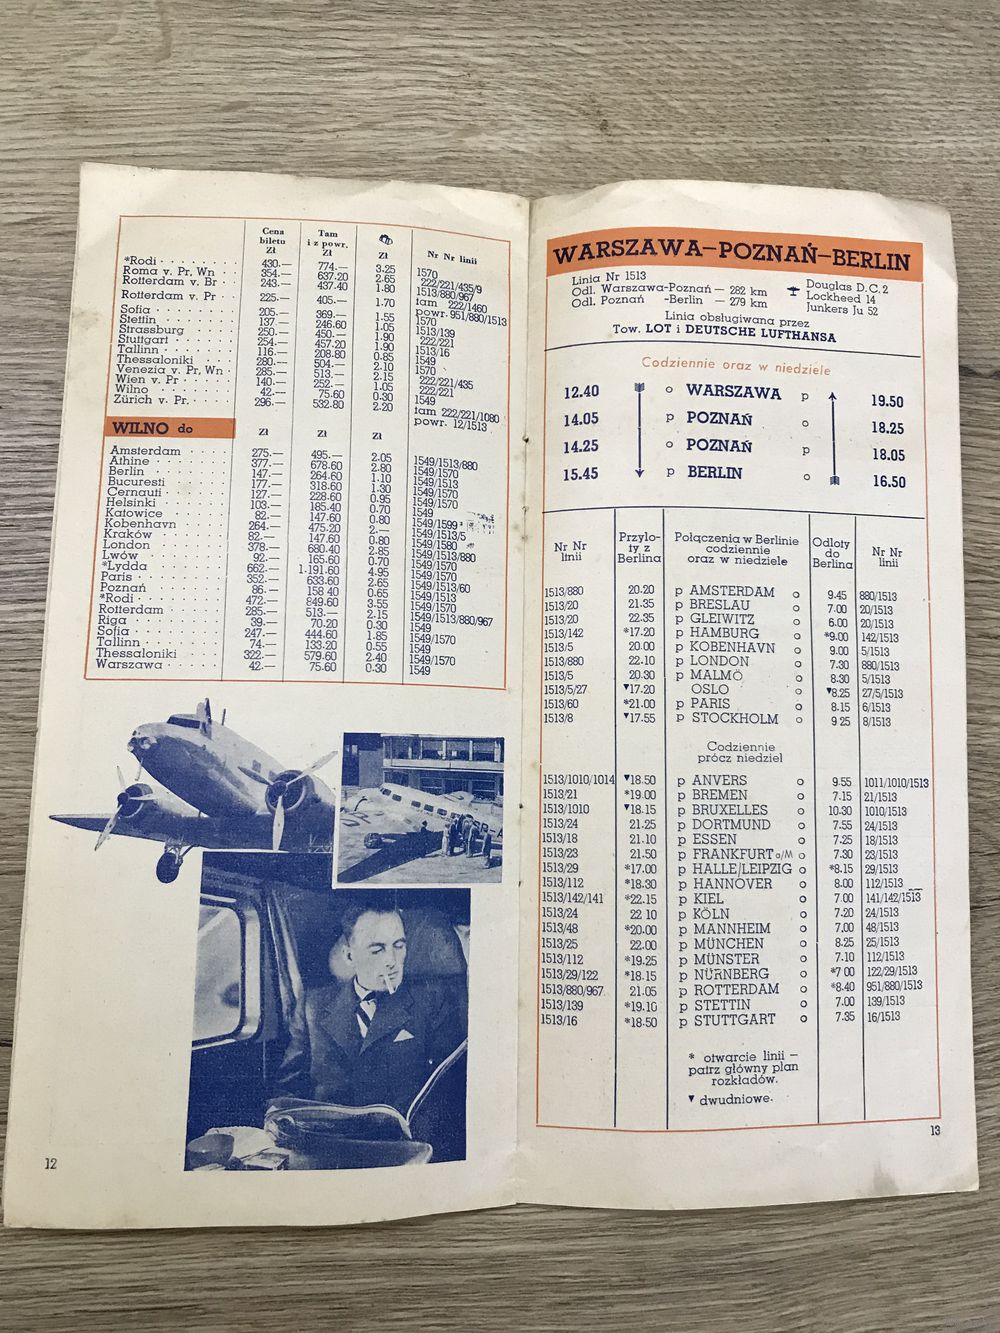 Cena biletu Zł Tam i z powr. Zł Zł Nr Nr linii
*Rodi 430.— 774.— 3.25 1570
Roma v. Pr, Wn 354.— 637.20 2.65 222/221/435/9
Rotterdam v. Br 243.— 437.40 1.80 1513/880/967
Rotterdam v. Pr 225.— 405.— 1.70 tam 222/1460
powr. 951/880/1513
Sofia 205.— 369.— 1.55 1570
Stettin 137.— 246.60 1.05 1513/139
Strassburg 250.— 450.— 1.90 222/221
Stuttgart 254.— 457.20 1.90 1513/16
Tallinn 116.— 208.80 0.85 1549
Thessaloniki 280.— 504.— 2.10 1570
Venezia v. Pr, Wn 285.— 513.— 2.15 222/221/435
Wien v. Pr 140.— 252.— 1.05 222/221
Wilno 42.— 75.60 0.30 1549
Zürich v. Pr. 296.— 532.80 2.20 tam 222/221/1080
powr. 12/1513
WILNO do Zł Zł Zł
Amsterdam 275.— 495.— 2.05 1549/1513/880
Athine 377.— 678.60 2.80 1549/1570
Berlin 147.— 264.60 1.10 1549/1513
Bucuresti 177.— 318.60 1.30 1549/1570
Cernauti 127.— 228.60 0.95 1549/1570
Helsinki 103.— 185.40 0.70 1549
Katowice 82.— 147.60 0.80 1549/1599
Kobenhavn 264.— 475.20 2.— 1549/1513/5
Kraków 82.— 147.60 0.80 1549/1580
London 378.— 680.40 2.85 1549/1513/880
Lwów 92.— 165.60 0.70 1549/1570
*Lydda 662.— 1.191.60 4.95 1549/1570
Paris 352.— 633.60 2.65 1549/1513/60
Poznań 86.— 158 40 0.65 1549/1513
*Rodi 472.— 849.60 3.55 1549/1570
Rotterdam 285.— 513.— 2.15 1549/1513/880/967
Riga 39.— 70.20 0.30 1549
Sofia 247.— 444.60 1.85 1549/1570
Tallinn 74.— 133.20 0.55 1549
Thessaloniki 322.— 579.60 2.40 1549/1570
Warszawa 42.— 75.60 0.30 1549
12
WARSZAWA—POZNAŃ—BERLIN
Linia Nr 1513 Douglas D.C.2
Odl. Warszawa-Poznań — 282 km Lockheed 14
Odl. Poznań -Berlin — 279 km Junkers Ju 52
Linia obsługiwana przez
Tow. LOT i DEUTSCHE LUFTHANSA
Codziennie oraz w niedziele
12.40 o WARSZAWA p 19.50
14.05 p POZNAŃ o 18.25
14.25 o POZNAŃ p 18.05
15.45 p BERLIN o 16.50
Nr Nr linii Przyloty z Berlina Połączenia w Berlinie codziennie oraz w niedziele Odloty do Berlina Nr Nr linii
1513/880 20.20 p AMSTERDAM o 9.45 880/1513
1513/20 21.35 p BRESLAU o 7.00 20/1513
1513/20 22.35 p GLEIWITZ o 6.00 20/1513
1513/142 *17.20 p HAMBURG o *9.00 142/1513
1513/5 20.00 p KOBENHAVN o 9.00 5/1513
1513/880 22.10 p LONDON o 7.30 880/1513
1513/5 20.30 p MALMÖ o 8.30 5/1513
1513/5/27 ▼17.20 OSLO o ▼8.25 27/5/1513
1513/60 *21.00 p PARIS o 8.15 6/1513
1513/8 ▼17.55 p STOCKHOLM o 9 25 8/1513
Codziennie
prócz niedziel
1513/1010/1014 ▼18.50 p ANVERS o 9.55 1011/1010/1513
1513/21 *19.00 p BREMEN o 7.15 21/1513
1513/1010 ▼18.15 p BRUXELLES o 10.30 1010/1513
1513/24 21.25 p DORTMUND o 7.55 24/1513
1513/18 21.10 p ESSEN o 7.25 18/1513
1513/23 21.50 p FRANKFURT o/M o 7.30 23/1513
1513/29 *17.00 p HALLE/LEIPZIG o *8.15 29/1513
1513/112 *18.30 p HANNOVER o 8.00 112/1513
1513/142/141 *22.15 p KIEL o 7.00 141/142/1513
1513/24 22 10 p KÖLN o 7.20 24/1513
1513/48 *20.00 p MANNHEIM o 7.00 48/1513
1513/25 22.00 p MÜNCHEN o 8.25 25/1513
1513/112 *19.25 p MÜNSTER o 7.10 112/1513
1513/29/122 *18.15 p NÜRNBERG o *7 00 122/29/1513
1513/880/967 21.05 p ROTTERDAM o *8.40 951/880/1513
1513/139 *19.10 p STETTIN o 7.00 139/1513
1513/16 *18.50 p STUTTGART o 7.35 16/1513
* otwarcie linii —
patrz główny plan
rozkładów.
▼ dwudniowe.
13